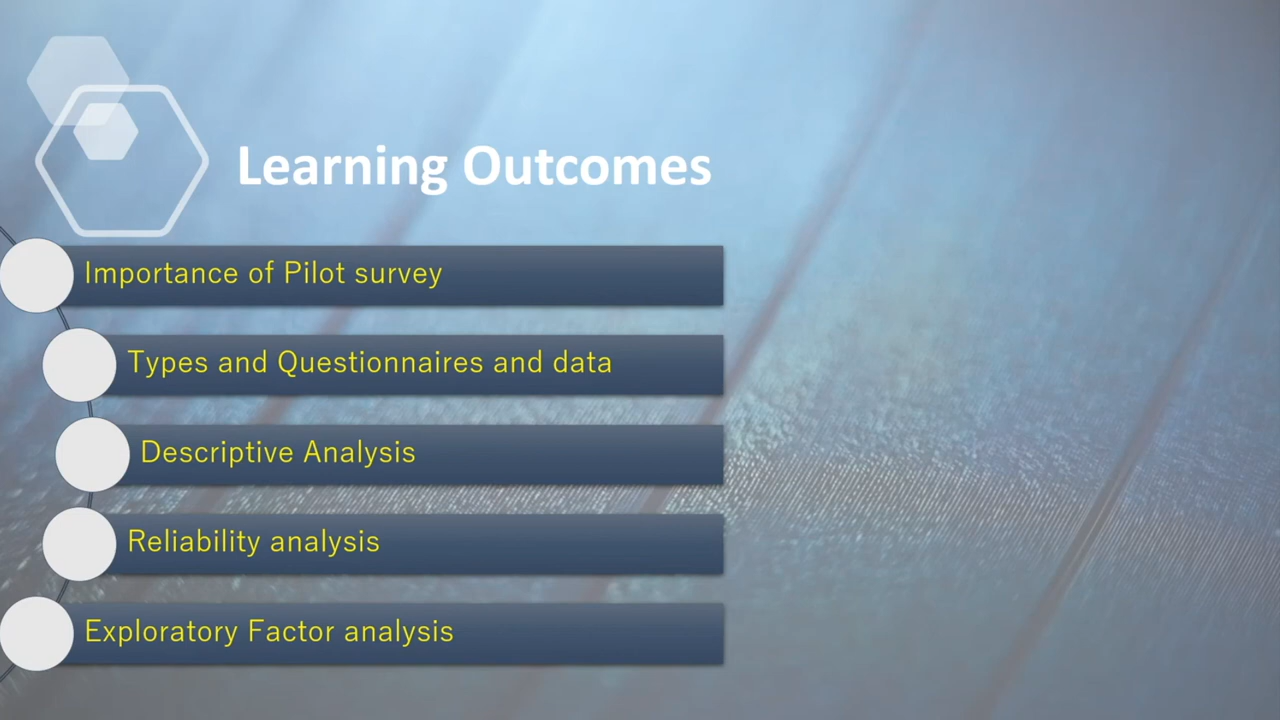 Learning Outcomes
Importance of Pilot survey
Types and Questionnaires and data
Descriptive Analysis
Reliability analysis
Exploratory Factor analysis